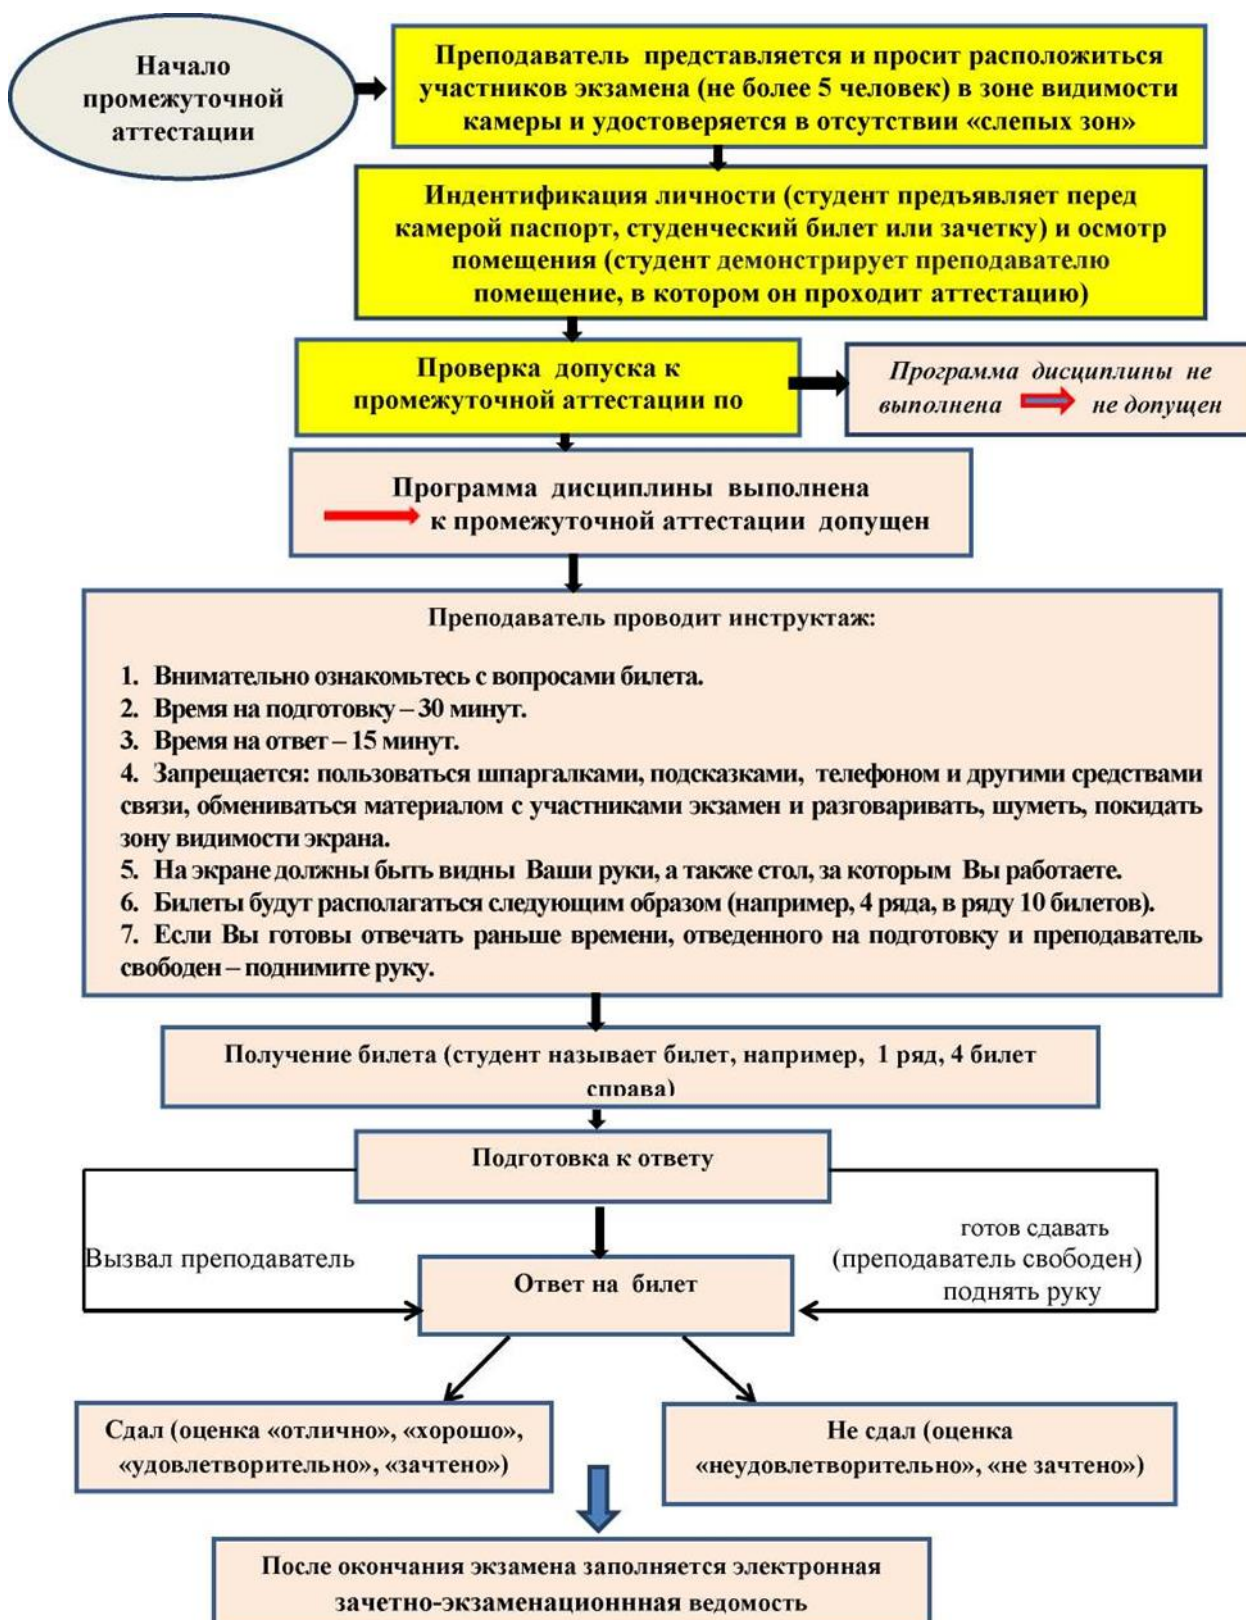 Начало
промежуточной
аттестации
Преподаватель представляется и просит расположиться
участников экзамена (не более 5 человек) в зоне видимости
камеры и удостоверяется в отсутствии «слепых зон»
Индентификация личности (студент предъявляет перед
камерой паспорт, студенческий билет или зачетку) и осмотр
помещения (студент демонстрирует преподавателю
помещение, в котором он проходит аттестацию)
Проверка допуска к
промежуточной аттестации по
Программа дисциплины не
выполнена не допущен
Программа дисциплины выполнена
к промежуточной аттестации допущен
Преподаватель проводит инструктаж:
1. Внимательно ознакомьтесь с вопросами билета.
2. Время на подготовку – 30 минут.
3. Время на ответ – 15 минут.
4. Запрещается: пользоваться шпаргалками, подсказками, телефоном и другими средствами
связи, обмениваться материалом с участниками экзамен и разговаривать, шуметь, покидать
зону видимости экрана.
5. На экране должны быть видны Ваши руки, а также стол, за которым Вы работаете.
6. Билеты будут располагаться следующим образом (например, 4 ряда, в ряду 10 билетов).
7. Если Вы готовы отвечать раньше времени, отведенного на подготовку и преподаватель
свободен – поднимите руку.
Получение билета (студент называет билет, например, 1 ряд, 4 билет
справа)
Подготовка к ответу
Вызвал преподаватель
готов сдавать
(преподаватель свободен)
поднять руку
Ответ на билет
Сдал (оценка «отлично», «хорошо»,
«удовлетворительно», «зачтено»)
Не сдал (оценка
«неудовлетворительно», «не зачтено»)
После окончания экзамена заполняется электронная
зачетно-экзаменационнная ведомость